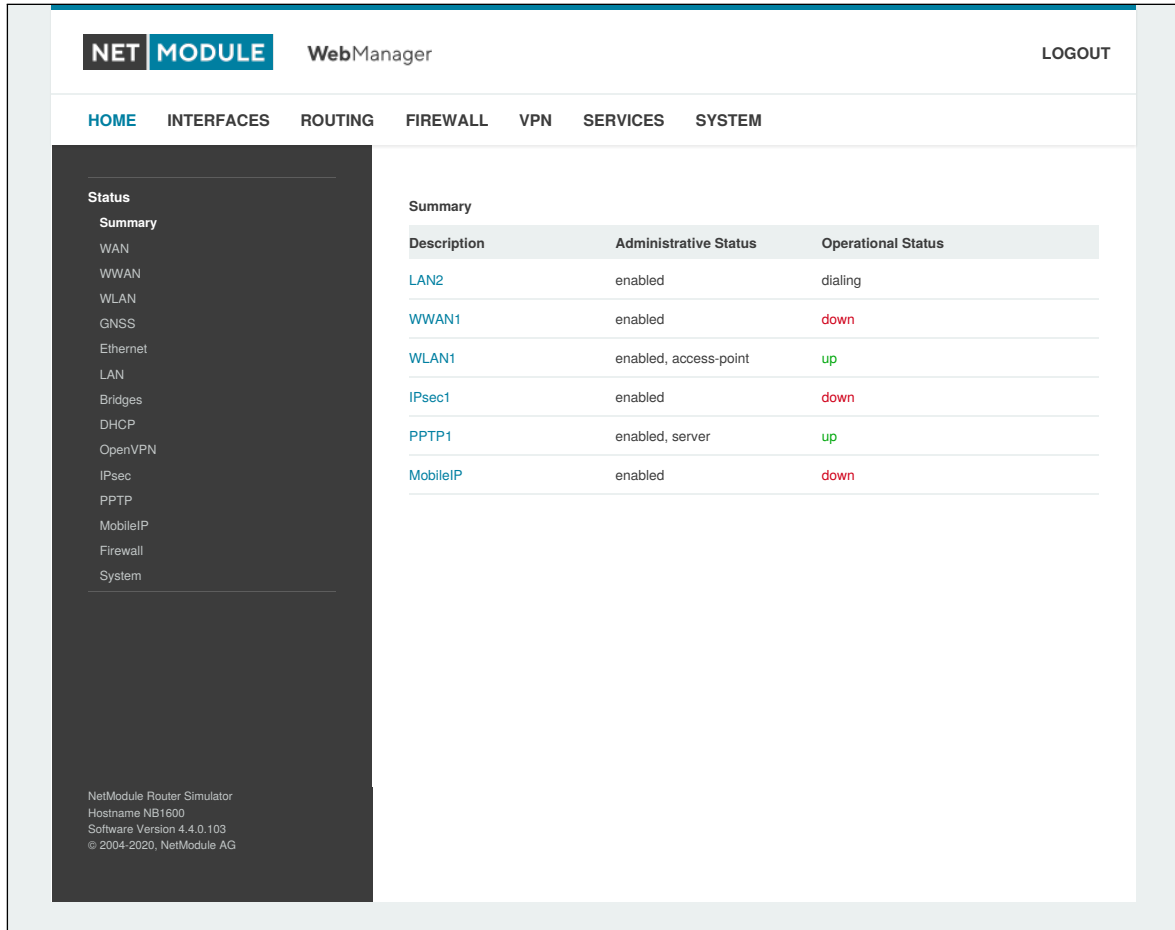 NET MODULE WebManager LOGOUT
HOME INTERFACES ROUTING FIREWALL VPN SERVICES SYSTEM
Status
Summary
WAN
WWAN
WLAN
GNSS
Ethernet
LAN
Bridges
DHCP
OpenVPN
IPsec
PPTP
MobileIP
Firewall
System
NetModule Router Simulator
Hostname NB1600
Software Version 4.4.0.103
© 2004-2020, NetModule AG
Summary
Description Administrative Status Operational Status
LAN2 enabled dialing
WWAN1 enabled down
WLAN1 enabled, access-point up
IPsec1 enabled down
PPTP1 enabled, server up
MobileIP enabled down